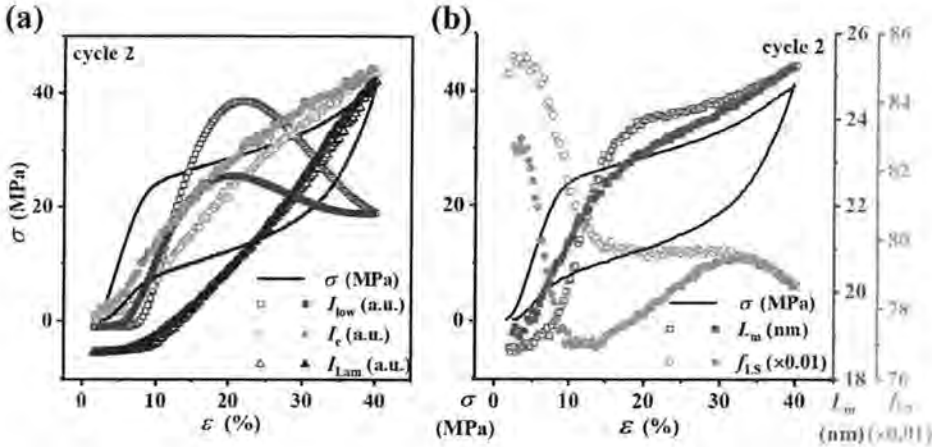 (a)
cycle 2
40
20
0
σ (MPa)
σ (MPa)
I_low (a.u.)
I_e (a.u.)
I_Lam (a.u.)
0 10 20 30 40
ε (%)
(b)
cycle 2
40
20
0
σ
(MPa)
σ (MPa)
L_m (nm)
f_LS (×0.01)
0 10 20 30 40
ε (%)
26
24
22
20
18
L_m
(nm)
86
84
82
80
78
76
(×0.01)